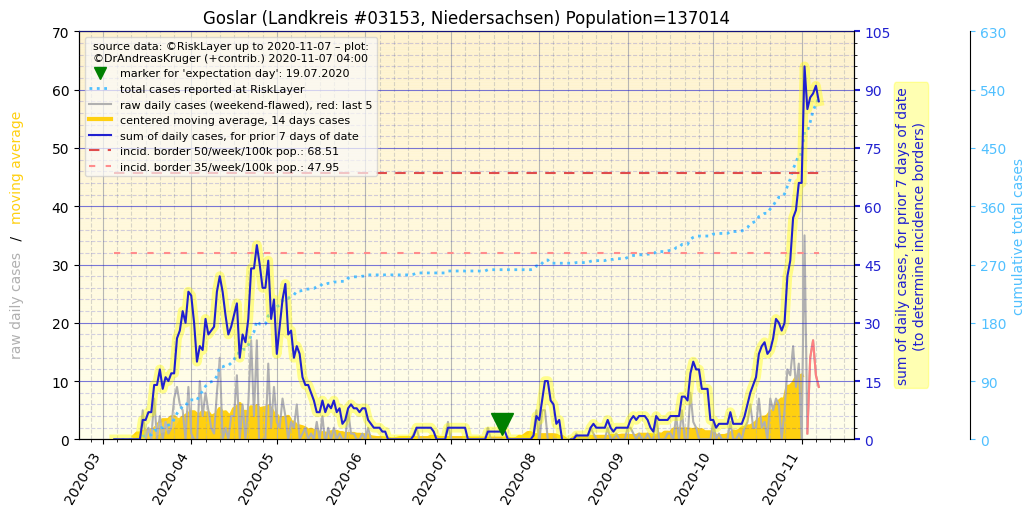 Goslar (Landkreis #03153, Niedersachsen) Population=137014
source data: ©RiskLayer up to 2020-11-07 – plot:
©DrAndreasKruger (+contrib.) 2020-11-07 04:00
marker for 'expectation day': 19.07.2020
total cases reported at RiskLayer
raw daily cases (weekend-flawed), red: last 5
centered moving average, 14 days cases
sum of daily cases, for prior 7 days of date
incid. border 50/week/100k pop.: 68.51
incid. border 35/week/100k pop.: 47.95
raw daily cases / moving average
70
60
50
40
30
20
10
0
2020-03
2020-04
2020-05
2020-06
2020-07
2020-08
2020-09
2020-10
2020-11
105
90
75
60
45
30
15
0
sum of daily cases, for prior 7 days of date
(to determine incidence borders)
630
540
450
360
270
180
90
0
cumulative total cases